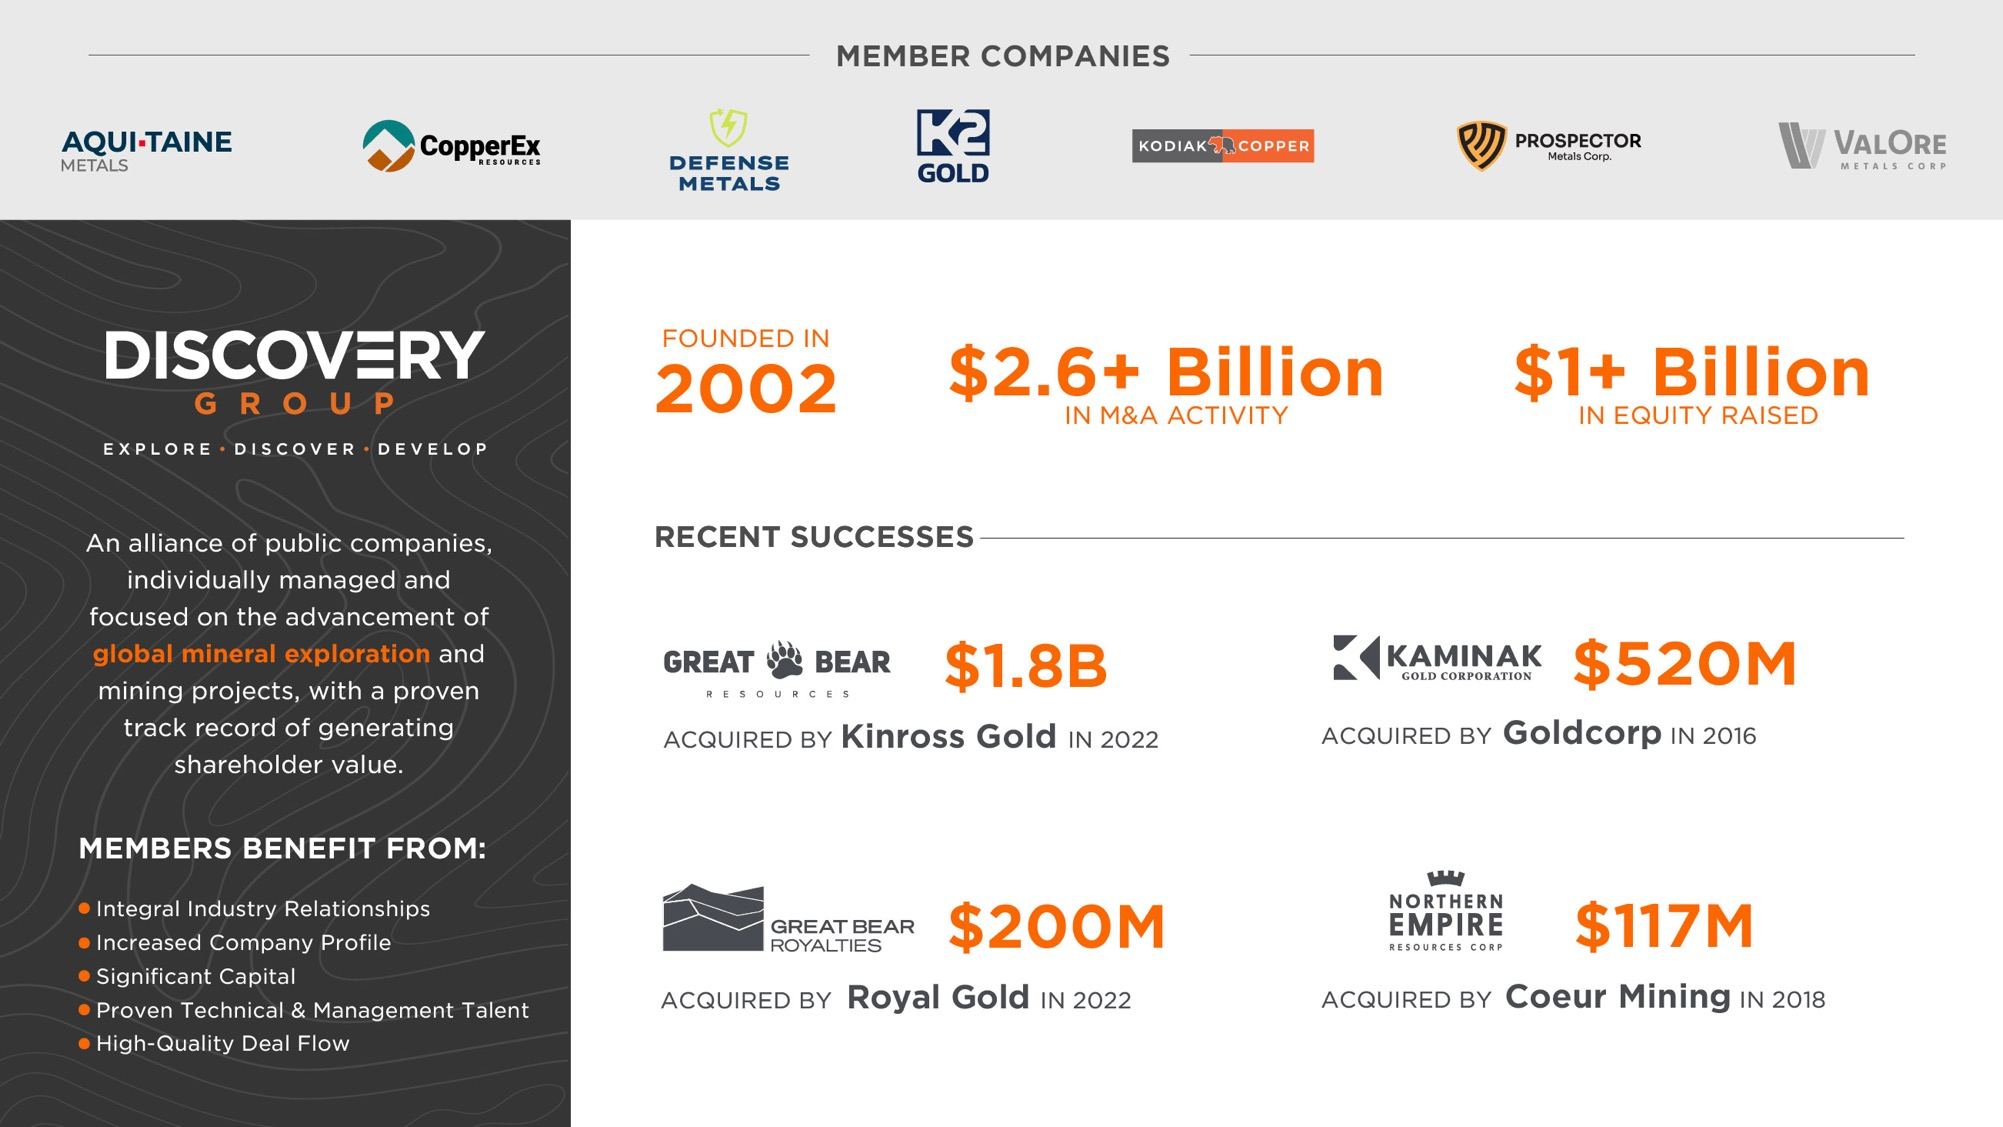 MEMBER COMPANIES
AQUI-TAINE
METALS
CopperEx
RESOURCES
DEFENSE
METALS
K2
GOLD
KODIAK COPPER
PROSPECTOR
Metals Corp.
VALORE
METALS CORP
DISCOVERY
GROUP
EXPLORE • DISCOVER • DEVELOP
An alliance of public companies,
individually managed and
focused on the advancement of
global mineral exploration and
mining projects, with a proven
track record of generating
shareholder value.
MEMBERS BENEFIT FROM:
• Integral Industry Relationships
• Increased Company Profile
• Significant Capital
• Proven Technical & Management Talent
• High-Quality Deal Flow
FOUNDED IN
2002
$2.6+ Billion
IN M&A ACTIVITY
$1+ Billion
IN EQUITY RAISED
RECENT SUCCESSES
GREAT BEAR
RESOURCES
$1.8B
ACQUIRED BY Kinross Gold IN 2022
KAMINAK
GOLD CORPORATION
$520M
ACQUIRED BY Goldcorp IN 2016
GREAT BEAR
ROYALTIES
$200M
ACQUIRED BY Royal Gold IN 2022
NORTHERN
EMPIRE
RESOURCES CORP
$117M
ACQUIRED BY Coeur Mining IN 2018